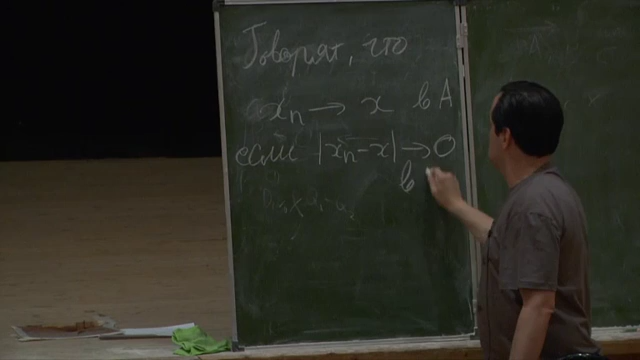 Говорят, что
xₙ → x в A
если |xₙ-x| → 0
в